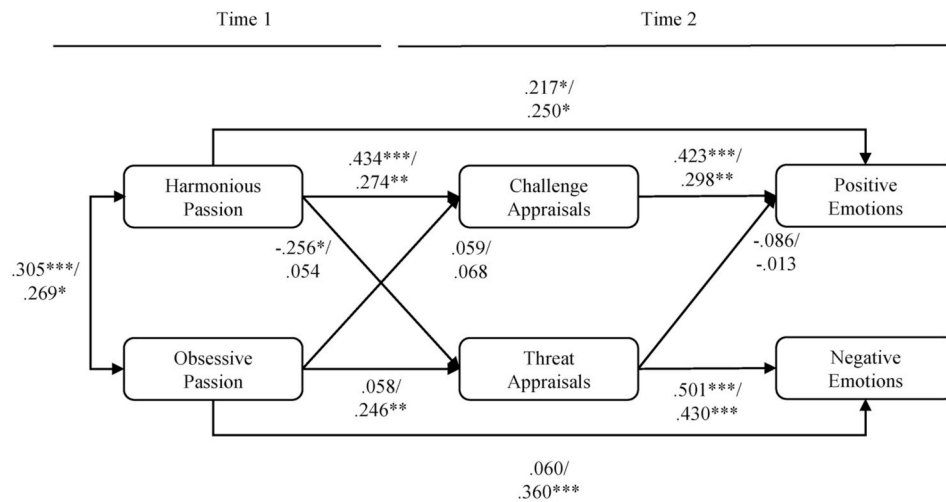 Time 1
Time 2
.217*/
.250*
.434***/
.274**
.423***/
.298**
Harmonious
Passion
Challenge
Appraisals
Positive
Emotions
-.256*/
.054
.059/
.068
-.086/
-.013
.305***/
.269*
Obsessive
Passion
Threat
Appraisals
Negative
Emotions
.058/
.246**
.501***/
.430***
.060/
.360***